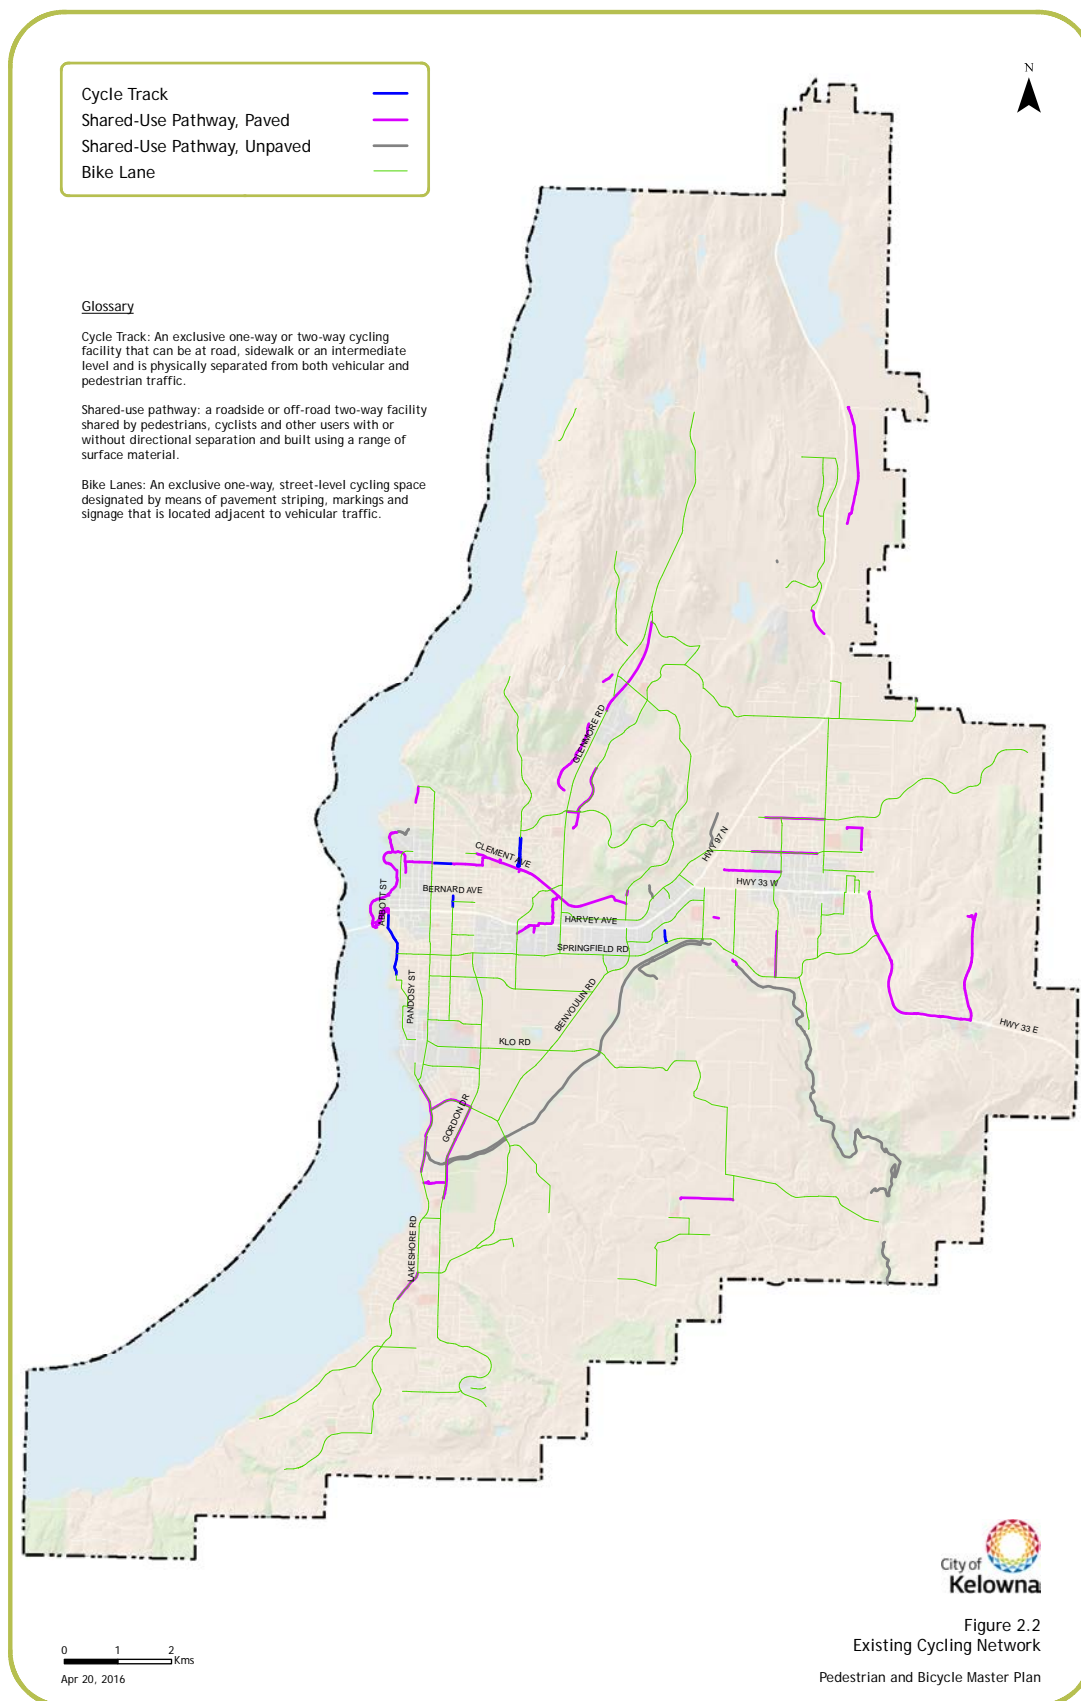 Cycle Track
Shared-Use Pathway, Paved
Shared-Use Pathway, Unpaved
Bike Lane
N
Glossary
Cycle Track: An exclusive one-way or two-way cycling
facility that can be at road, sidewalk or an intermediate
level and is physically separated from both vehicular and
pedestrian traffic.
Shared-use pathway: a roadside or off-road two-way facility
shared by pedestrians, cyclists and other users with or
without directional separation and built using a range of
surface material.
Bike Lanes: An exclusive one-way, street-level cycling space
designated by means of pavement striping, markings and
signage that is located adjacent to vehicular traffic.
GLENMORE RD
CLEMENT AVE
HWY 97 N
HWY 33 W
ABBOTT ST
BERNARD AVE
HARVEY AVE
SPRINGFIELD RD
PANDOSY ST
BENVOULIN RD
KLO RD
HWY 33 E
GORDON DR
LAKESHORE RD
City of
Kelowna
Figure 2.2
Existing Cycling Network
Pedestrian and Bicycle Master Plan
0 1 2
Kms
Apr 20, 2016